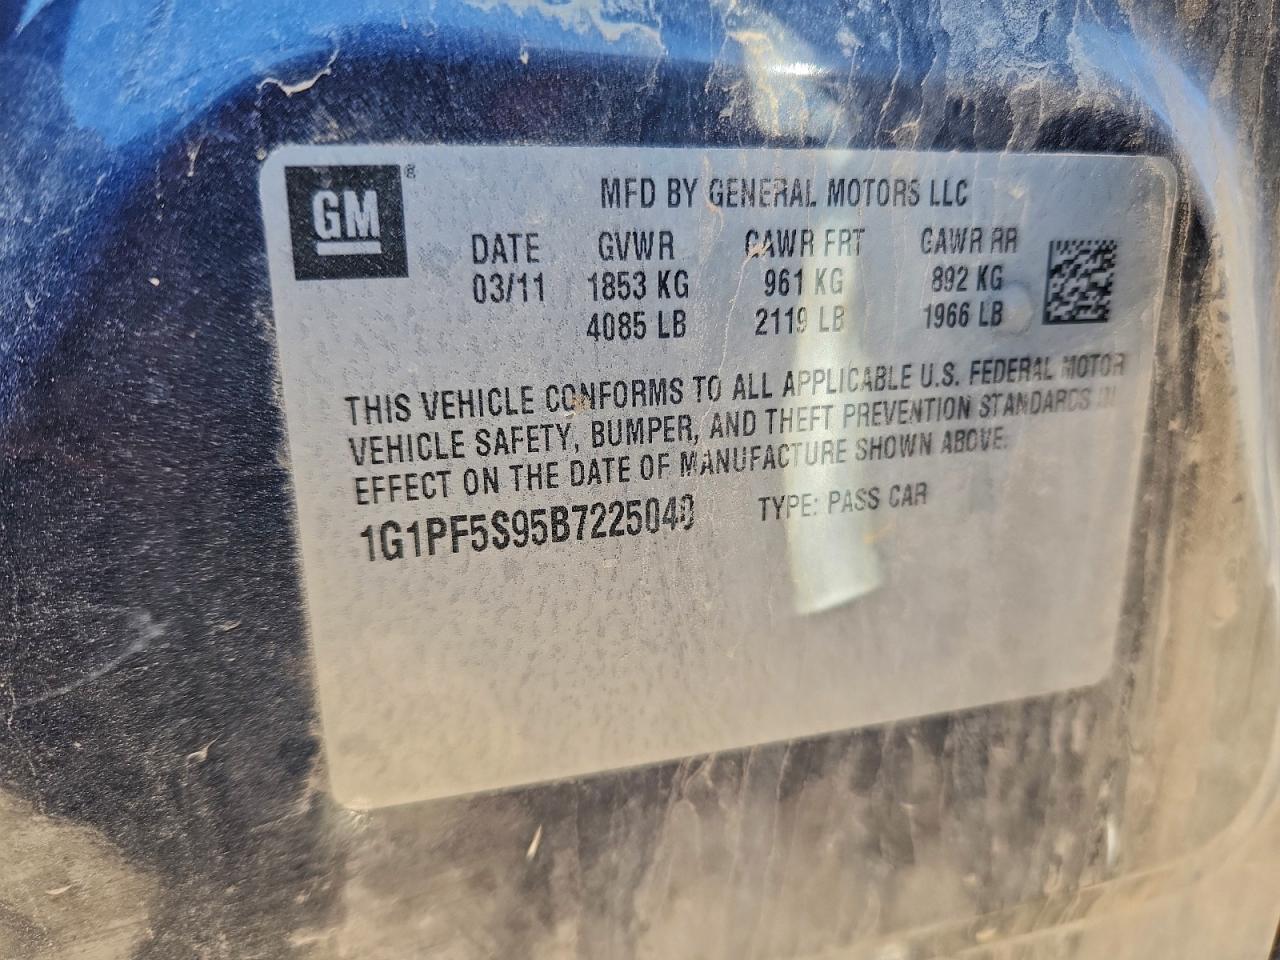 GM®
MFD BY GENERAL MOTORS LLC
DATE GVWR GAWR FRT GAWR RR
03/11 1853 KG 961 KG 892 KG
4085 LB 2119 LB 1966 LB
THIS VEHICLE CONFORMS TO ALL APPLICABLE U.S. FEDERAL MOTOR
VEHICLE SAFETY, BUMPER, AND THEFT PREVENTION STANDARDS IN
EFFECT ON THE DATE OF MANUFACTURE SHOWN ABOVE.
1G1PF5S95B7225040 TYPE: PASS CAR